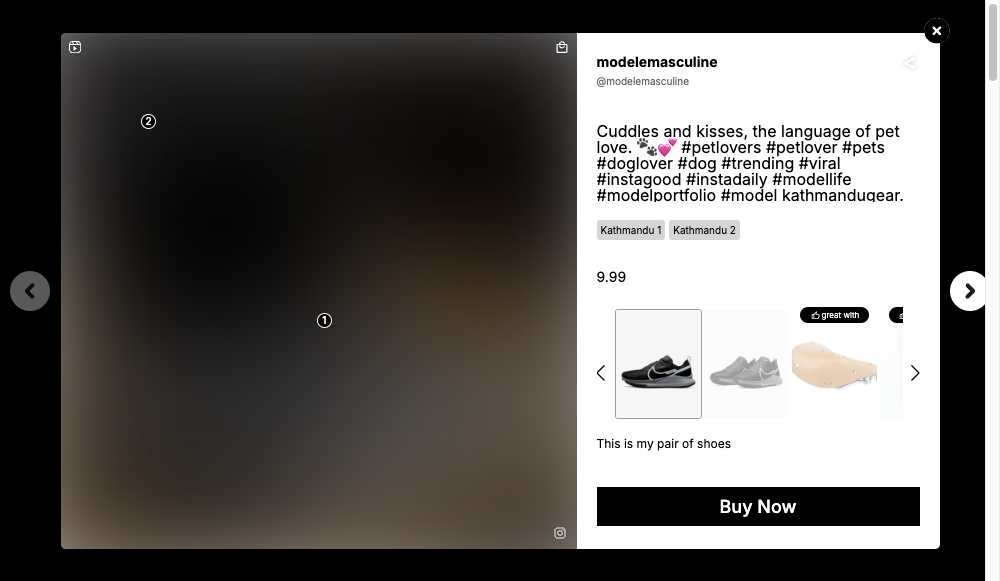 2
1
modelemasculine
@modelemasculine
Cuddles and kisses, the language of pet
love. 🐾💕 #petlovers #petlover #pets
#doglover #dog #trending #viral
#instagood #instadaily #modellife
#modelportfolio #model kathmandugear.
Kathmandu 1 Kathmandu 2
9.99
great with
This is my pair of shoes
Buy Now